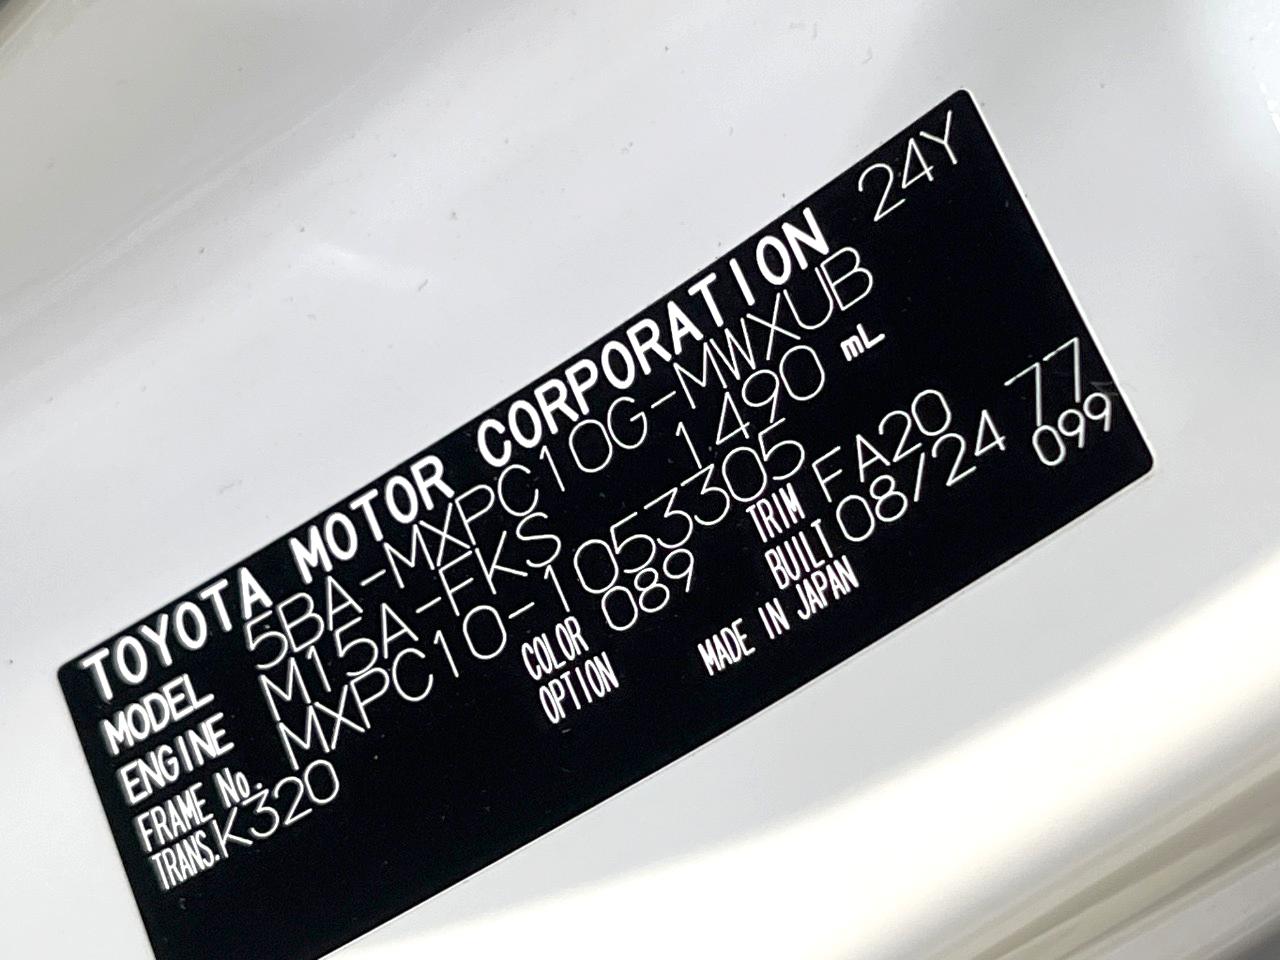 TOYOTA MOTOR CORPORATION 24Y
MODEL 5BA-MXPC10G-MWXUB
ENGINE M15A-FKS 1490 mL
FRAME No. MXPC10-1053305
TRANS. K320 COLOR 089 TRIM FA20 77
OPTION BUILT 08/24 099
MADE IN JAPAN